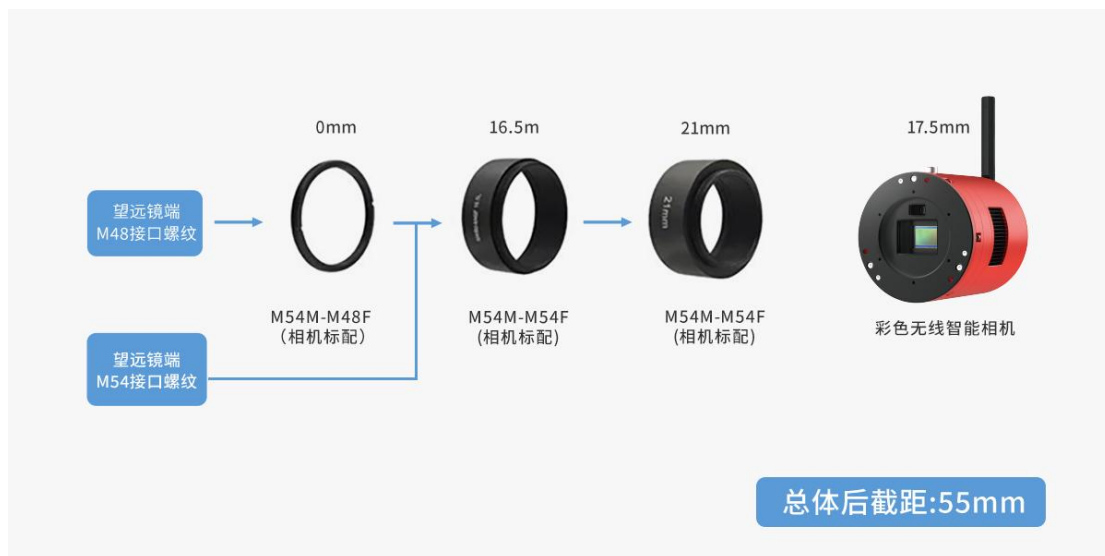 0mm
16.5m
21mm
17.5mm
望远镜端
M48接口螺纹
21mm
M54M-M48F
（相机标配）
M54M-M54F
(相机标配)
M54M-M54F
(相机标配)
彩色无线智能相机
望远镜端
M54接口螺纹
总体后截距:55mm